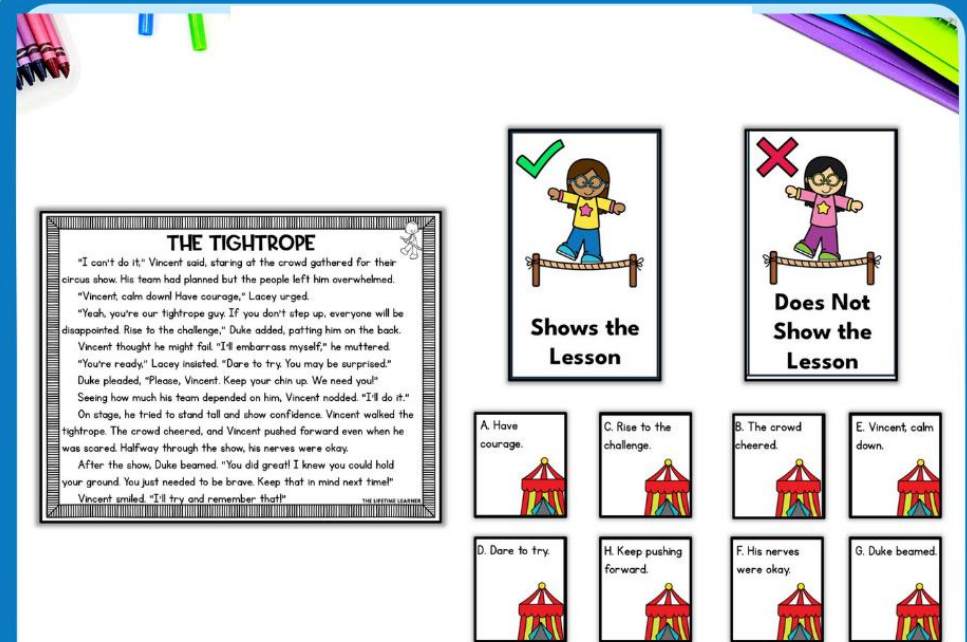 THE TIGHTROPE
"I can't do it," Vincent said, staring at the crowd gathered for their
circus show. His team had planned but the people left him overwhelmed.
"Vincent, calm down! Have courage," Lacey urged.
"Yeah, you're our tightrope guy. If you don't step up, everyone will be
disappointed. Rise to the challenge," Duke added, patting him on the back.
Vincent thought he might fail. "I'll embarrass myself," he muttered.
"You're ready," Lacey insisted. "Dare to try. You may be surprised."
Duke pleaded, "Please, Vincent. Keep your chin up. We need you!"
Seeing how much his team depended on him, Vincent nodded. "I'll do it."
On stage, he tried to stand tall and show confidence. Vincent walked the
tightrope. The crowd cheered, and Vincent pushed forward even when he
was scared. Halfway through the show, his nerves were okay.
After the show, Duke beamed. "You did great! I knew you could hold
your ground. You just needed to be brave. Keep that in mind next time!"
Vincent smiled. "I'll try and remember that!"
THE LIFETIME LEARNER
Shows the
Lesson
Does Not
Show the
Lesson
A. Have
courage.
C. Rise to the
challenge.
B. The crowd
cheered.
E. Vincent, calm
down.
D. Dare to try.
H. Keep pushing
forward.
F. His nerves
were okay.
G. Duke beamed.